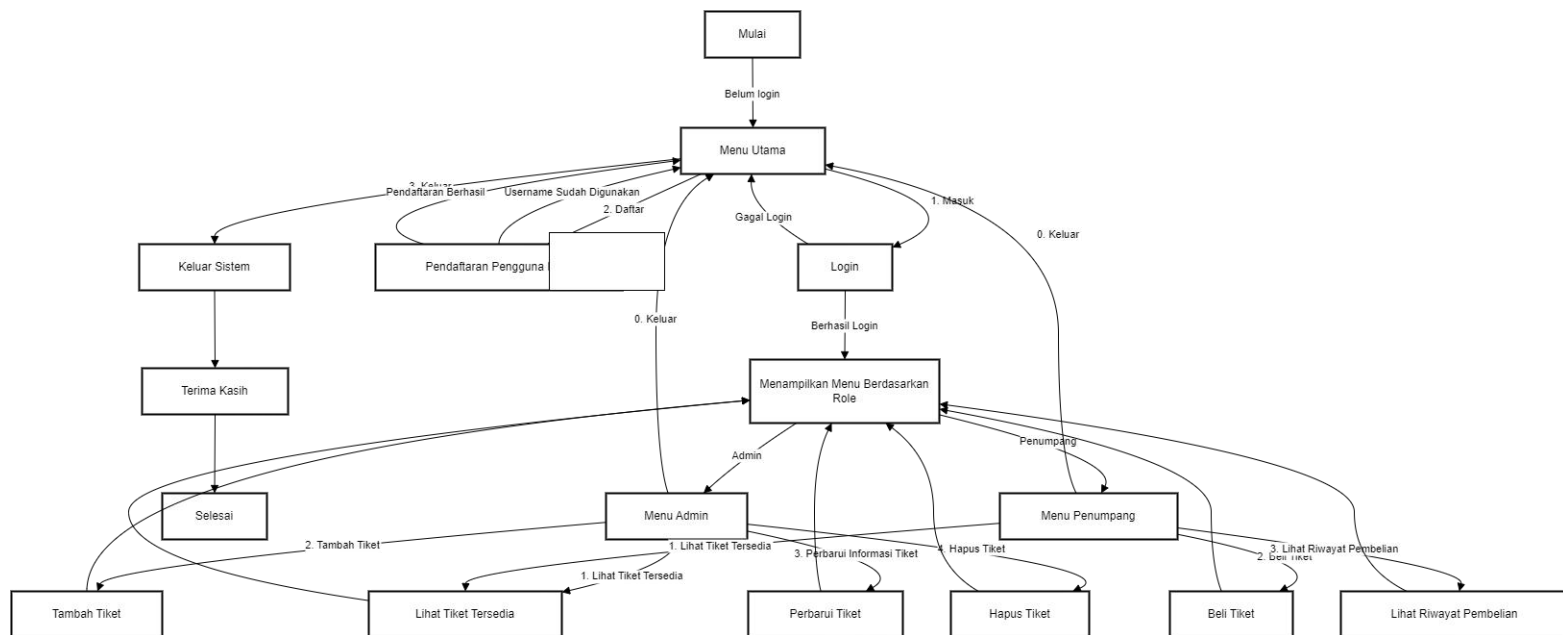 Mulai
Belum login
Menu Utama
3. Keluar
Pendaftaran Berhasil
Username Sudah Digunakan
2. Daftar
Gagal Login
1. Masuk
0. Keluar
Keluar Sistem
Pendaftaran Pengguna
Login
0. Keluar
Berhasil Login
Terima Kasih
Menampilkan Menu Berdasarkan
Role
Admin
Penumpang
Selesai
Menu Admin
Menu Penumpang
2. Tambah Tiket
1. Lihat Tiket Tersedia
3. Perbarui Informasi Tiket
4. Hapus Tiket
3. Lihat Riwayat Pembelian
2. Beli Tiket
1. Lihat Tiket Tersedia
Tambah Tiket
Lihat Tiket Tersedia
Perbarui Tiket
Hapus Tiket
Beli Tiket
Lihat Riwayat Pembelian